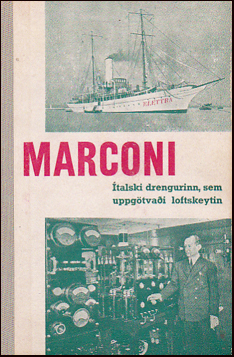 ELETTRA
MARCONI
Ítalski drengurinn, sem
uppgötvaði loftskeytin